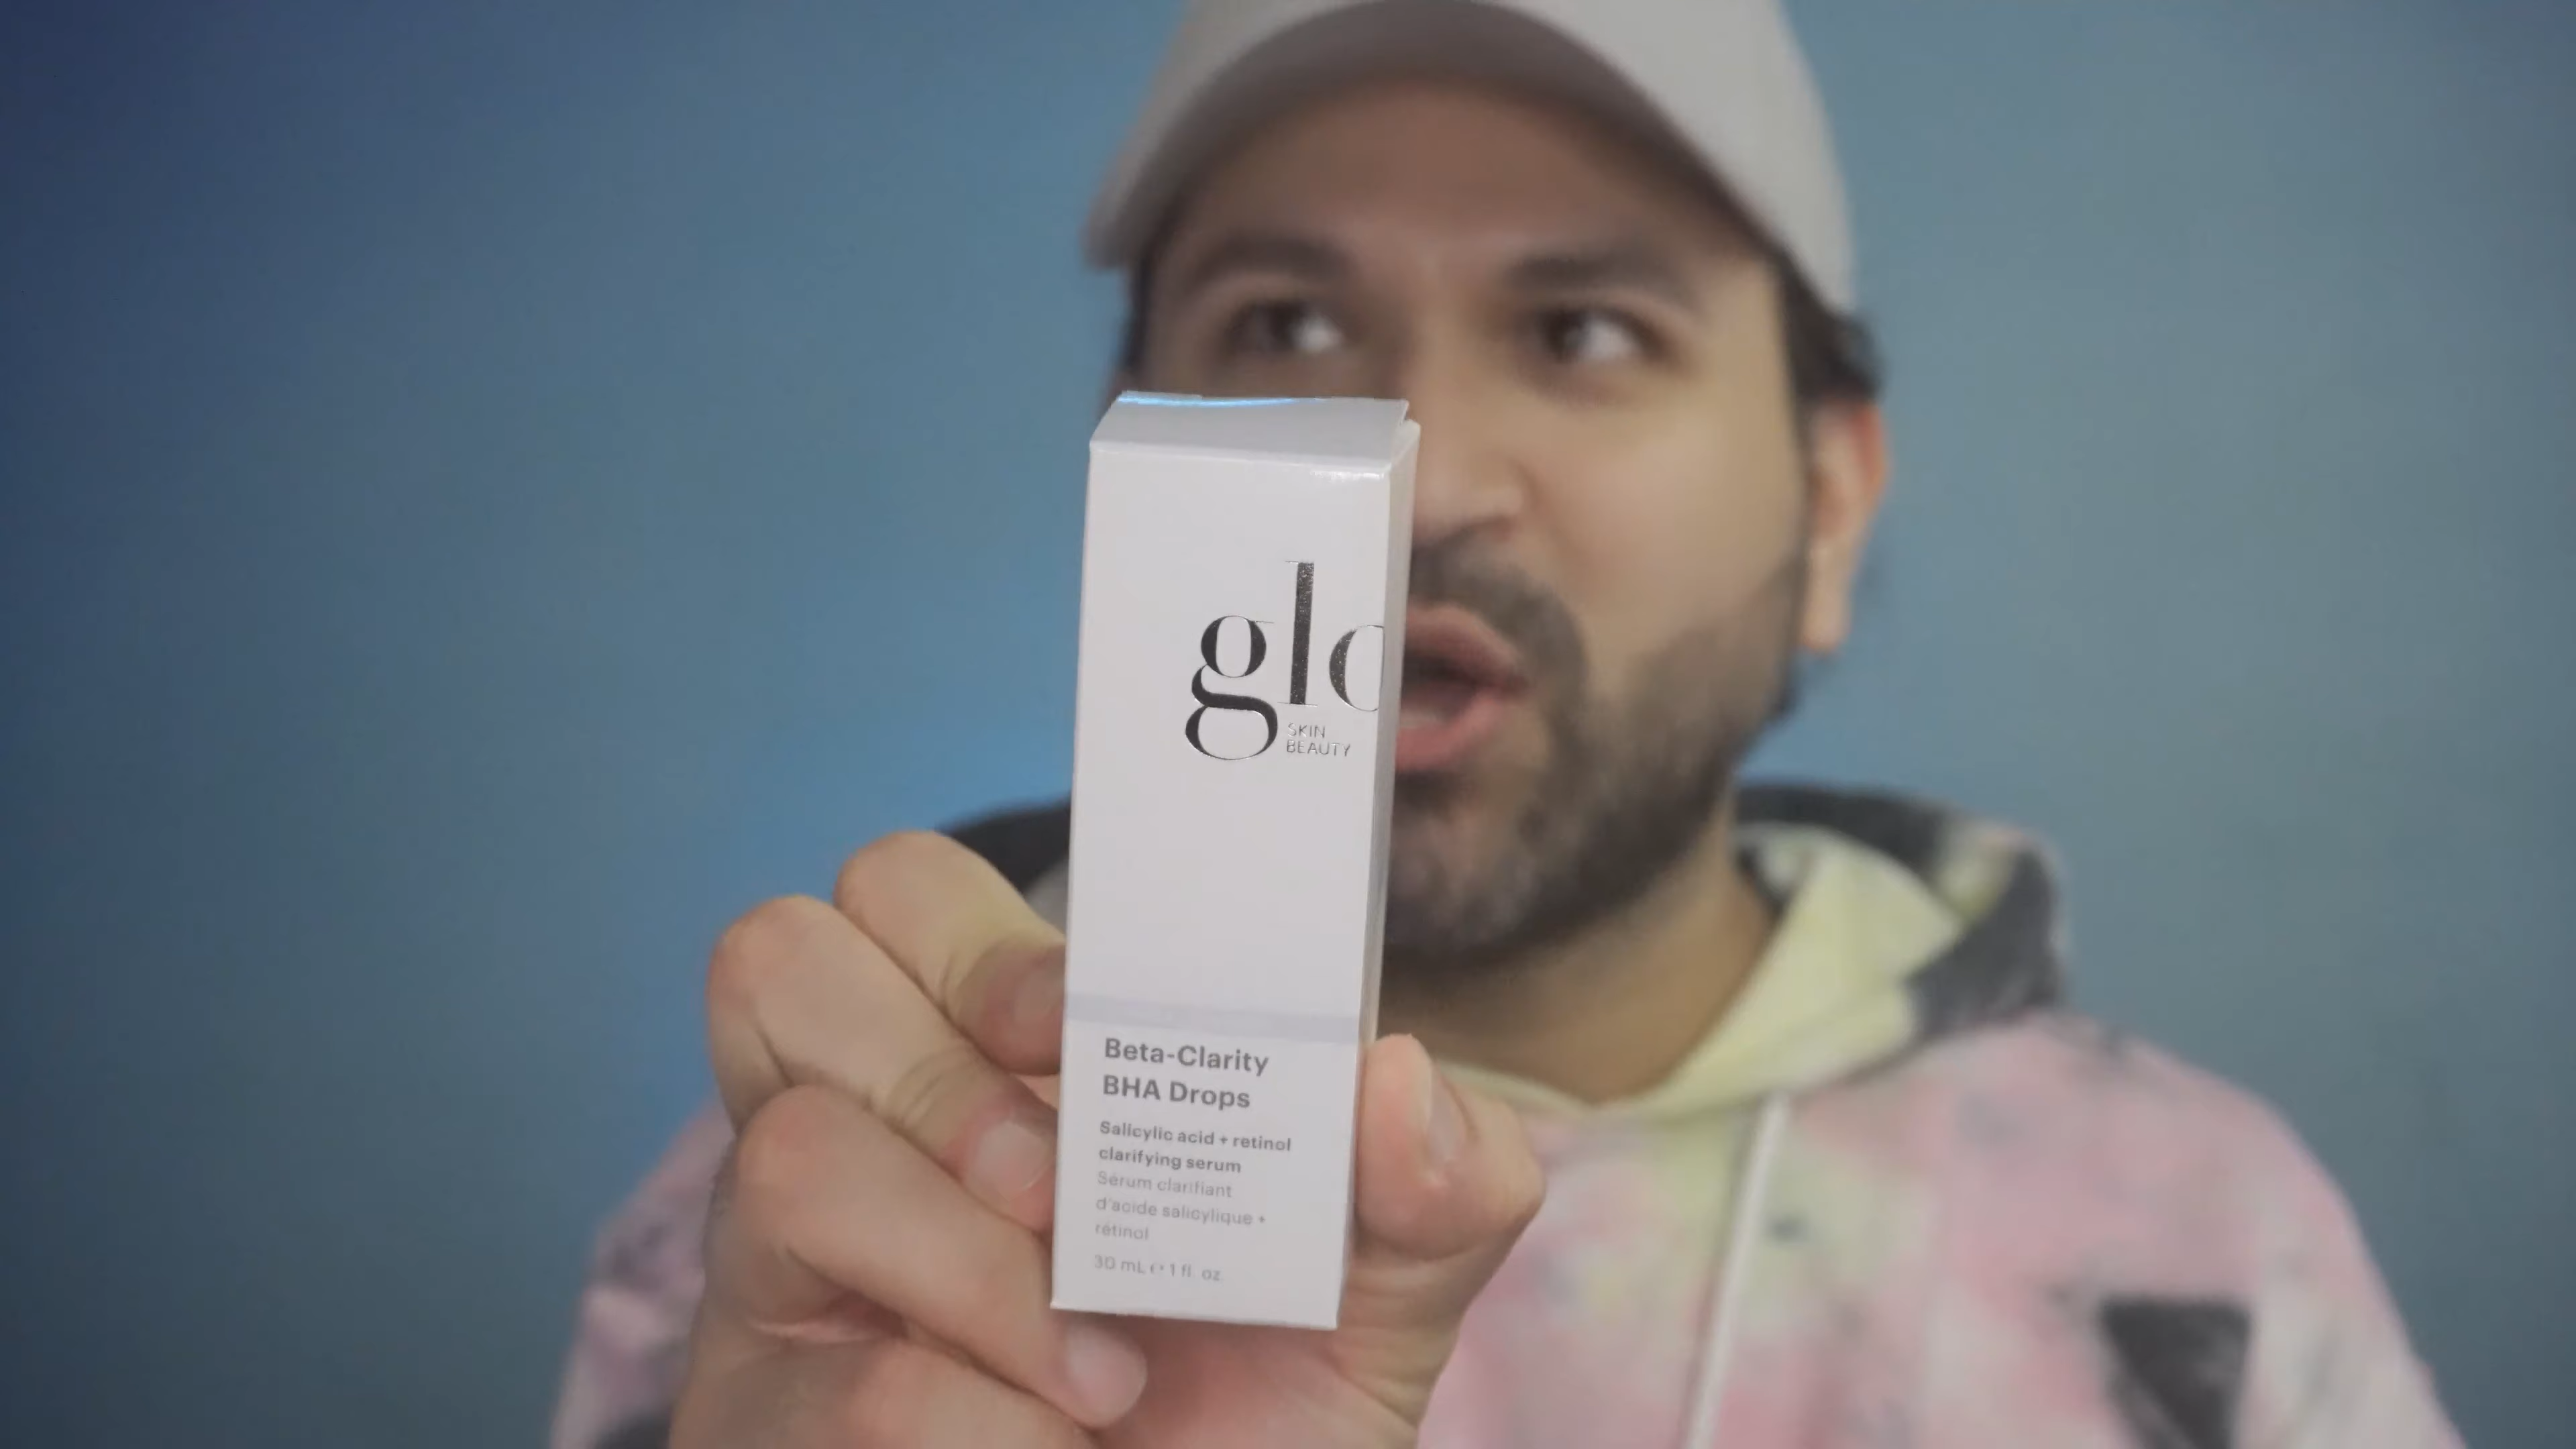 glo
SKIN
BEAUTY
Beta-Clarity
BHA Drops
Salicylic acid + retinol
clarifying serum
Sérum clarifiant
d'acide salicylique +
rétinol
30 mL e 1 fl. oz.